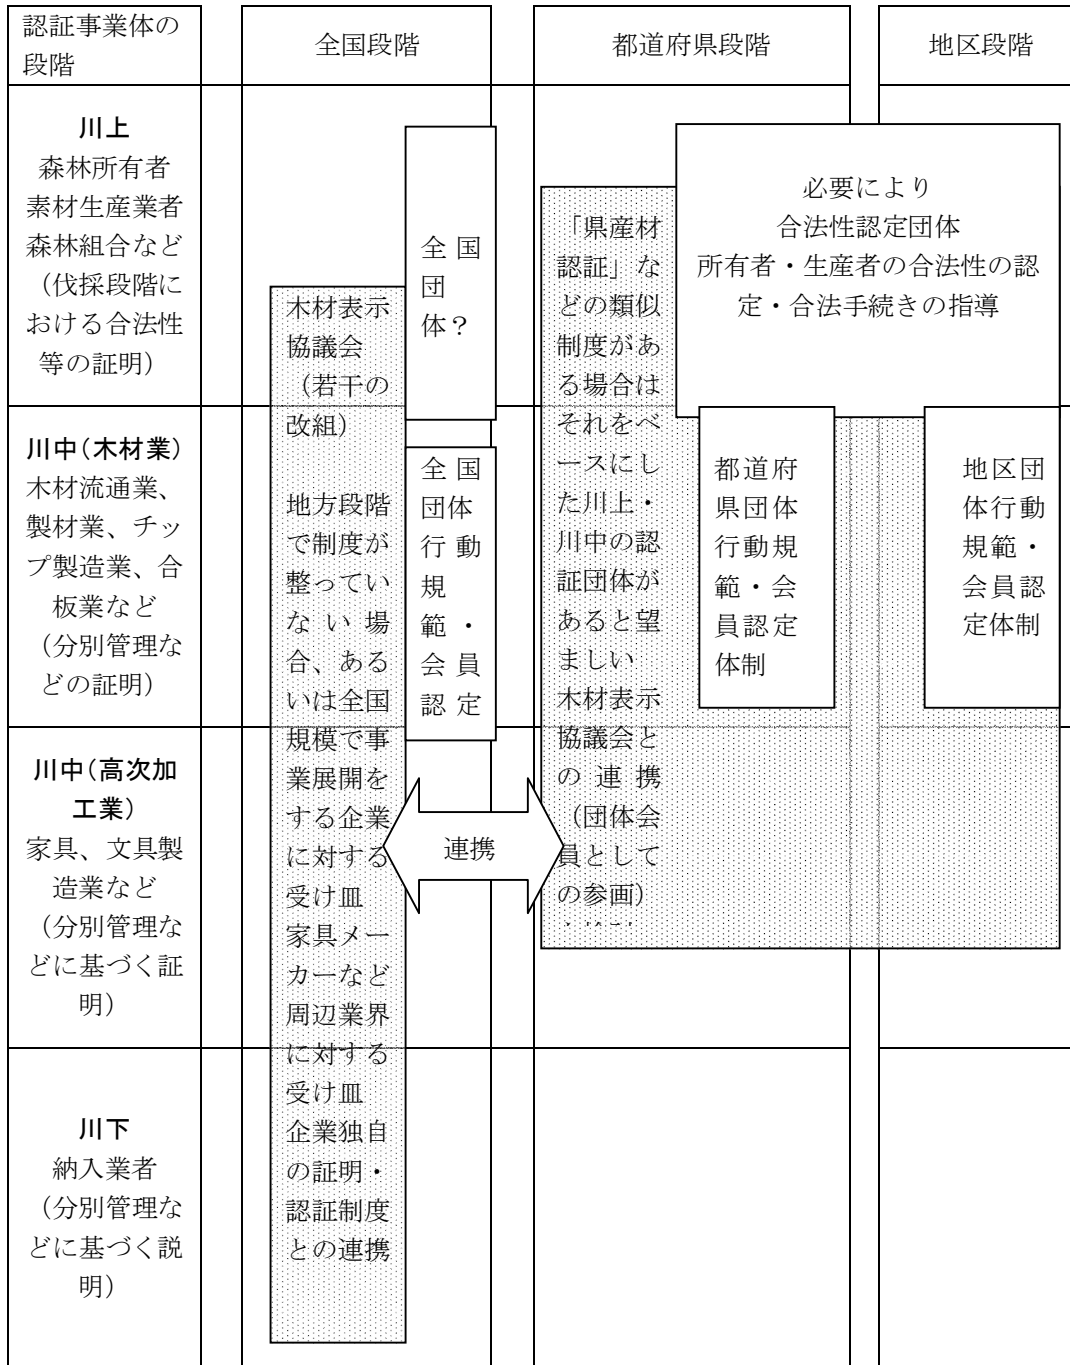 認証事業体の
段階
全国段階
都道府県段階
地区段階
川上
森林所有者
素材生産業者
森林組合など
（伐採段階に
おける合法性
等の証明）
川中（木材業）
木材流通業、
製材業、チッ
プ製造業、合
板業など
（分別管理な
どの証明）
川中（高次加
工業）
家具、文具製
造業など
（分別管理な
どに基づく証
明）
川下
納入業者
（分別管理な
どに基づく説
明）
木材表示
協議会
（若干の
改組）
地方段階
で制度が
整ってい
ない場
合、ある
いは全国
規模で事
業展開を
する企業
に対する
受け皿
家具メー
カーなど
周辺業界
に対する
受け皿
企業独自
の証明・
認証制度
との連携
全国
団
体？
全国
団体
行動
規
範・
会員
認定
連携
「県産材
認証」な
どの類似
制度があ
る場合は
それをベ
ースにし
た川上・
川中の認
証団体が
あると望
ましい
木材表示
協議会と
の連携
（団体会
員として
の参画）
必要により
合法性認定団体
所有者・生産者の合法性の認
定・合法手続きの指導
都道府
県団体
行動規
範・会
員認定
体制
地区団
体行動
規範・
会員認
定体制